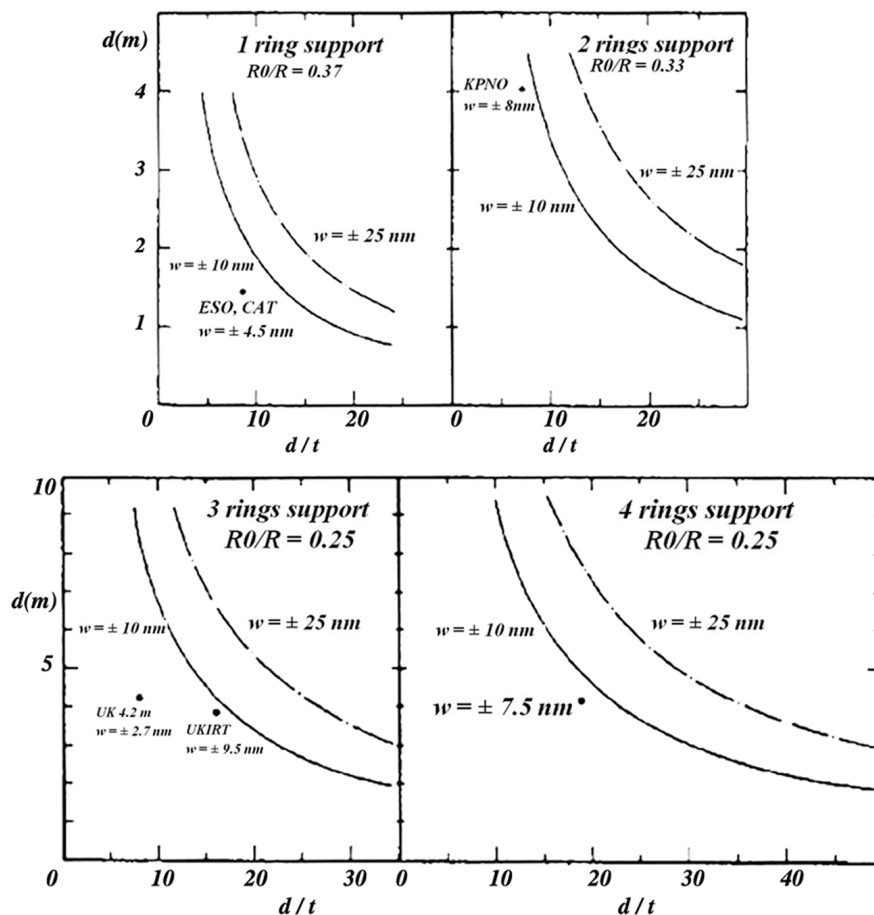 d(m)
1 ring support
R0/R = 0.37
4
3
2
1
w = ± 25 nm
w = ± 10 nm
ESO, CAT
w = ± 4.5 nm
0
10
20
d / t
2 rings support
R0/R = 0.33
KPNO
w = ± 8nm
w = ± 25 nm
w = ± 10 nm
0
10
20
d / t
10
d(m)
5
3 rings support
R0/R = 0.25
w = ± 10 nm
w = ± 25 nm
UK 4.2 m
w = ± 2.7 nm
UKIRT
w = ± 9.5 nm
0
10
20
30
d / t
4 rings support
R0/R = 0.25
w = ± 10 nm
w = ± 25 nm
w = ± 7.5 nm
0
10
20
30
40
d / t